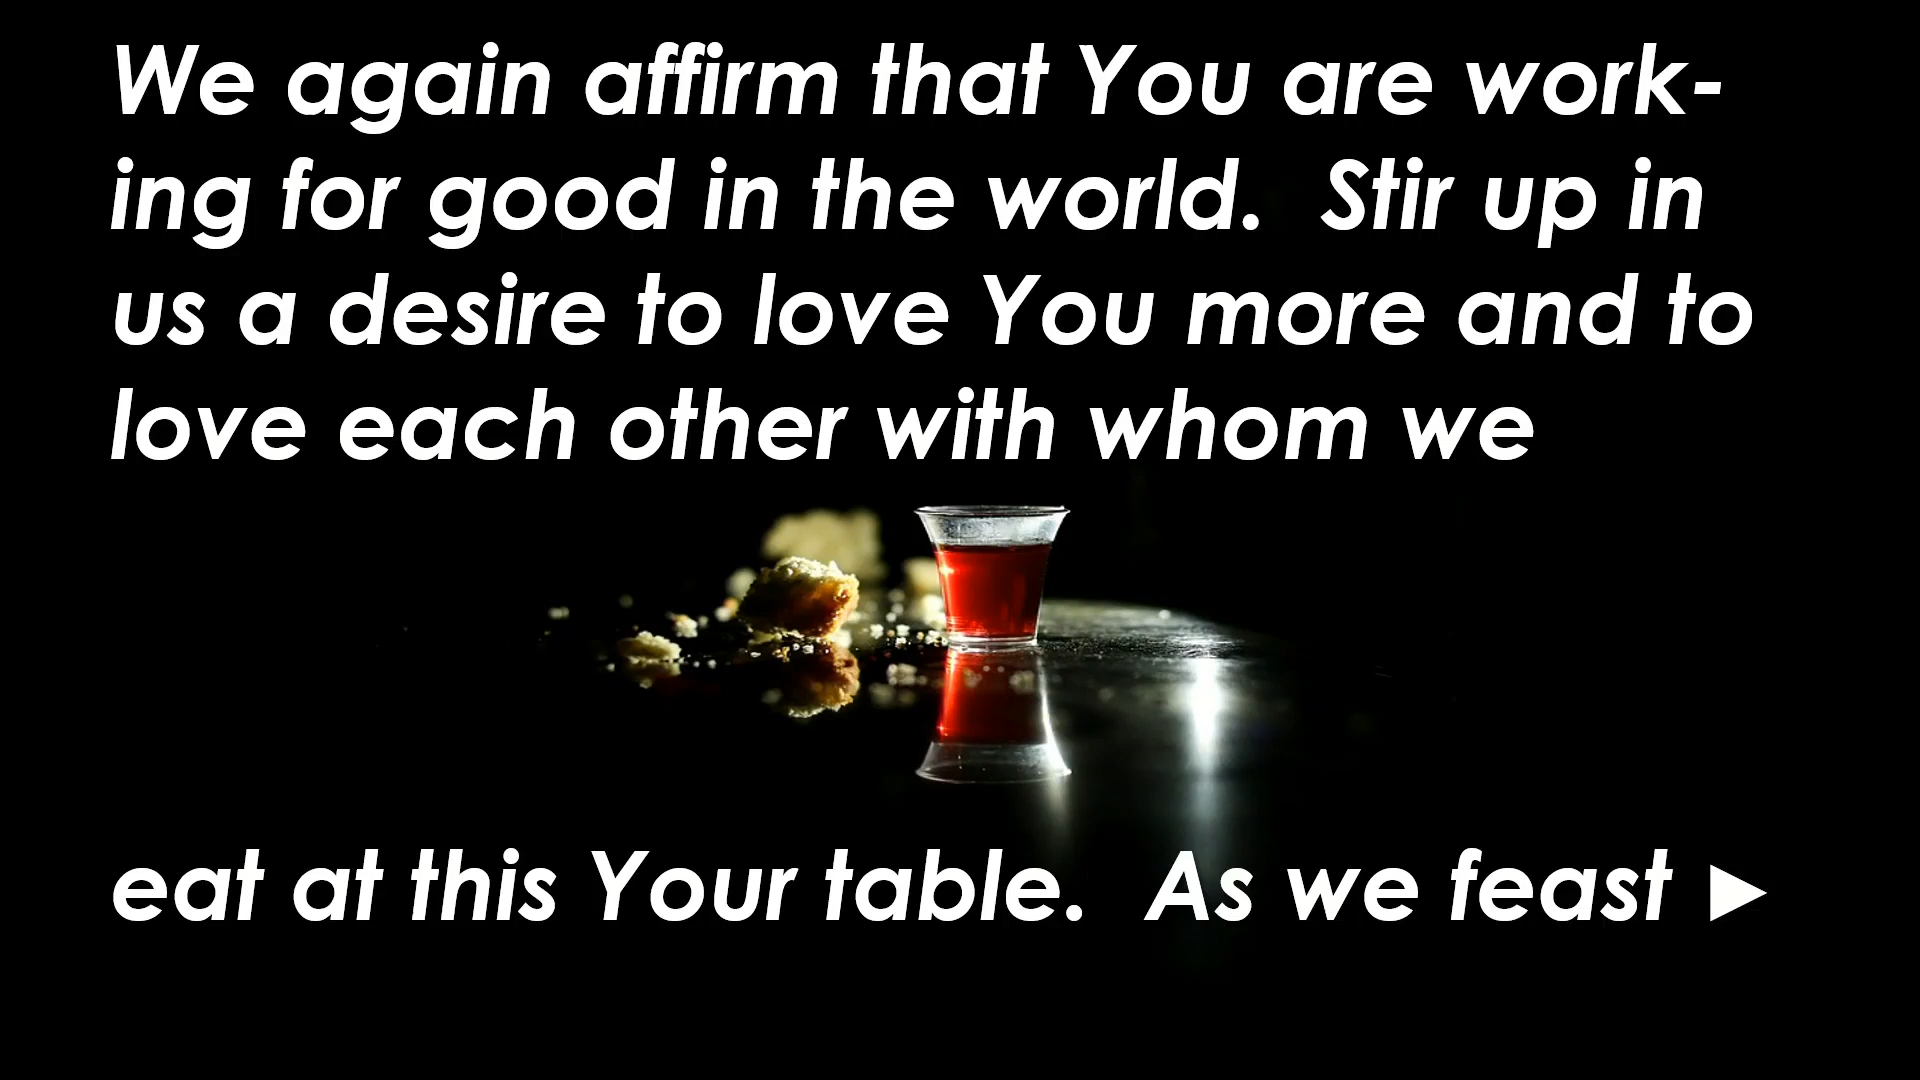 We again affirm that You are work-
ing for good in the world.  Stir up in
us a desire to love You more and to
love each other with whom we
eat at this Your table.  As we feast ►